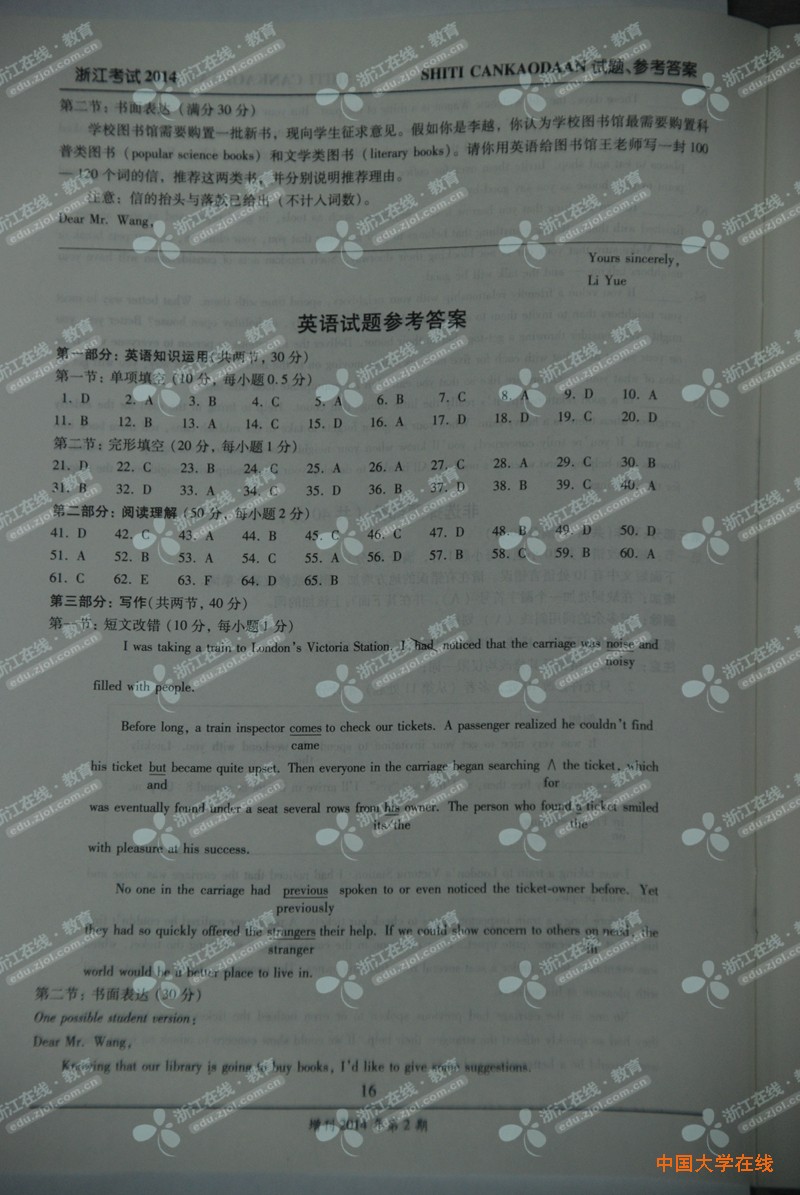 浙江考试2014
SHITI CANKAODAAN 试题、参考答案
第二节：书面表达（满分30分）
学校图书馆需要购置一批新书，现向学生征求意见。假如你是李越，你认为学校图书馆最需要购置科
普类图书（popular science books）和文学类图书（literary books）。请你用英语给图书馆王老师写一封100
—120个词的信，推荐这两类书，并分别说明推荐理由。
注意：信的抬头与落款已给出（不计入词数）。
Dear Mr. Wang,
Yours sincerely,
Li Yue
英语试题参考答案
第一部分：英语知识运用（共两节，30分）
第一节：单项填空（10分，每小题0.5分）
1. D 2. A 3. B 4. C 5. A 6. B 7. C 8. A 9. D 10. A
11. B 12. B 13. A 14. C 15. D 16. A 17. D 18. D 19. C 20. D
第二节：完形填空（20分，每小题1分）
21. D 22. C 23. B 24. C 25. A 26. A 27. C 28. A 29. C 30. B
31. B 32. D 33. A 34. C 35. D 36. B 37. D 38. B 39. C 40. A
第二部分：阅读理解（50分，每小题2分）
41. D 42. C 43. A 44. B 45. C 46. C 47. D 48. B 49. D 50. D
51. A 52. B 53. A 54. C 55. A 56. D 57. B 58. C 59. B 60. A
61. C 62. E 63. F 64. D 65. B
第三部分：写作（共两节，40分）
第一节：短文改错（10分，每小题1分）
I was taking a train to London's Victoria Station. I had noticed that the carriage was noise and
noisy
filled with people.
Before long, a train inspector comes to check our tickets. A passenger realized he couldn't find
came
his ticket but became quite upset. Then everyone in the carriage began searching ∧ the ticket, which
and for
was eventually found under a seat several rows from his owner. The person who found a ticket smiled
its/the the
with pleasure at his success.
No one in the carriage had previous spoken to or even noticed the ticket-owner before. Yet
previously
they had so quickly offered the strangers their help. If we could show concern to others on need, the
stranger in
world would be a better place to live in.
第二节：书面表达（20分）
One possible student version:
Dear Mr. Wang,
Knowing that our library is going to buy books, I'd like to give some suggestions.
16
增刊2014年第2期
中国大学在线
浙江在线·教育
edu.zjol.com.cn